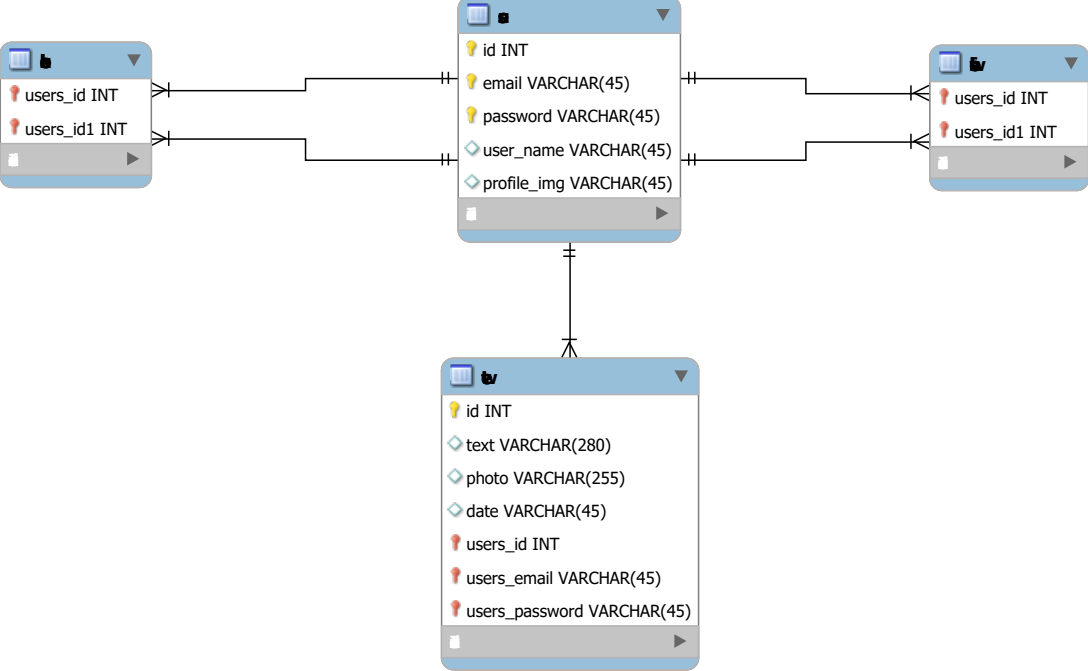 users_id INT
users_id1 INT
id INT
email VARCHAR(45)
password VARCHAR(45)
user_name VARCHAR(45)
profile_img VARCHAR(45)
users_id INT
users_id1 INT
id INT
text VARCHAR(280)
photo VARCHAR(255)
date VARCHAR(45)
users_id INT
users_email VARCHAR(45)
users_password VARCHAR(45)